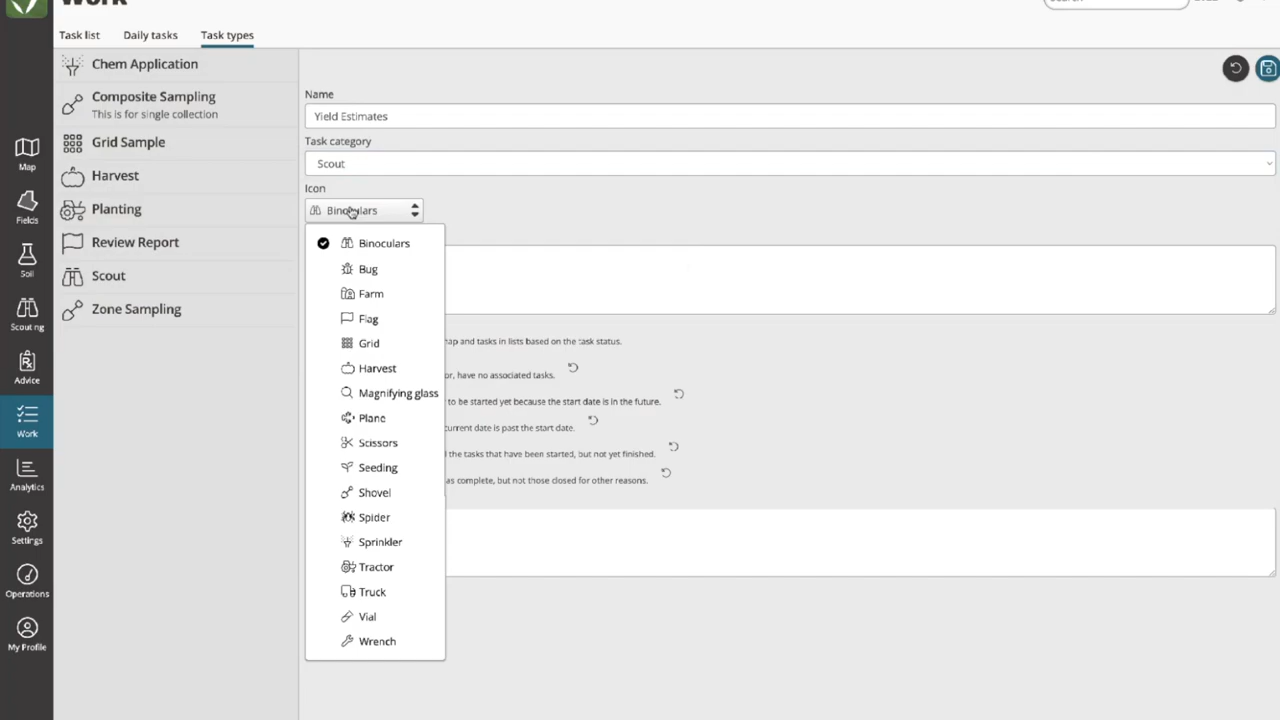 Work
Task list
Daily tasks
Task types
Map
Fields
Soil
Scouting
Advice
Work
Analytics
Settings
Operations
My Profile
Chem Application
Composite Sampling
This is for single collection
Grid Sample
Harvest
Planting
Review Report
Scout
Zone Sampling
Name
Yield Estimates
Task category
Scout
Icon
Binoculars
Binoculars
Bug
Farm
Flag
Grid
Harvest
Magnifying glass
Plane
Scissors
Seeding
Shovel
Spider
Sprinkler
Tractor
Truck
Vial
Wrench
and tasks in lists based on the task status.
have no associated tasks.
to be started yet because the start date is in the future.
current date is past the start date.
the tasks that have been started, but not yet finished.
as complete, but not those closed for other reasons.